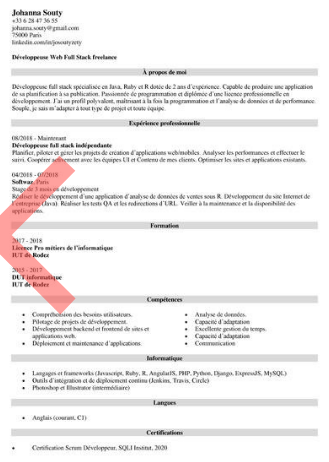 Johanna Souty
+33 6 28 47 36 55
johanna.souty@gmail.com
75000 Paris
linkedin.com/in/jsoutyzety
Développeuse Web Full Stack freelance
À propos de moi
Développeuse full stack spécialisée en Java, Ruby et R dotée de 2 ans d'expérience. Capable de produire une application
de sa planification à sa publication. Passionnée de programmation et diplômée d'une licence professionnelle en
développement. J'ai un profil polyvalent, maîtrisant à la fois la programmation et l'analyse de données et de performance.
Souple, je sais m'adapter à tout type de projet et toute équipe.
Expérience professionnelle
08/2018 - Maintenant
Développeuse full stack indépendante
Planifier, piloter et gérer les projets de création d'applications web/mobiles. Analyser les performances et effectuer le
suivi. Coopérer activement avec les équipes UI et Contenu de mes clients. Optimiser les sites et applications existants.
04/2018 - 07/2018
Softwar, Paris
Stage de 3 mois en développement
Réaliser le développement d'une application d'analyse de données de ventes sous R. Développement du site Internet de
l'entreprise (Java). Réaliser les tests QA et les redirections d'URL. Veiller à la maintenance et la disponibilité des
applications.
Formation
2017 - 2018
Licence Pro métiers de l'informatique
IUT de Rodez
2015 - 2017
DUT informatique
IUT de Rodez
Compétences
• Compréhension des besoins utilisateurs.
• Pilotage de projets de développement.
• Développement backend et frontend de sites et
applications web.
• Déploiement et maintenance d'applications
• Analyse de données.
• Capacité d'adaptation
• Excellente gestion du temps.
• Capacité d'adaptation
• Communication
Informatique
• Langages et frameworks (Javascript, Ruby, R, AngularJS, PHP, Python, Django, ExpressJS, MySQL)
• Outils d'intégration et de déploiement continu (Jenkins, Travis, Circle)
• Photoshop et Illustrator (intermédiaire)
Langues
• Anglais (courant, C1)
Certifications
• Certification Scrum Développeur, SQLI Institut, 2020